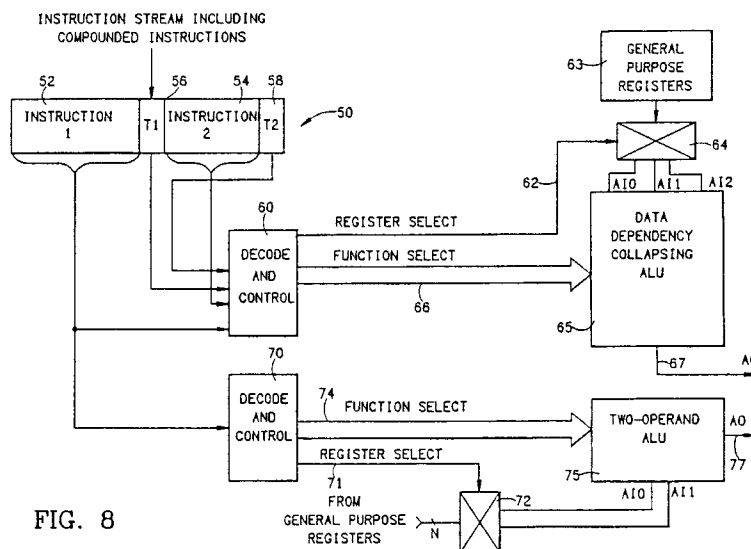 INSTRUCTION STREAM INCLUDING
COMPOUNDED INSTRUCTIONS
52
56
54
58
INSTRUCTION
1
T1
INSTRUCTION
2
T2
50
63
GENERAL
PURPOSE
REGISTERS
64
62
AI0
AI1
AI2
60
DECODE
AND
CONTROL
REGISTER SELECT
FUNCTION SELECT
66
DATA
DEPENDENCY
COLLAPSING
ALU
65
67
70
DECODE
AND
CONTROL
74
FUNCTION SELECT
REGISTER SELECT
71
TWO-OPERAND
ALU
75
AO
77
AI0
AI1
72
FROM
GENERAL PURPOSE
REGISTERS
N
FIG. 8